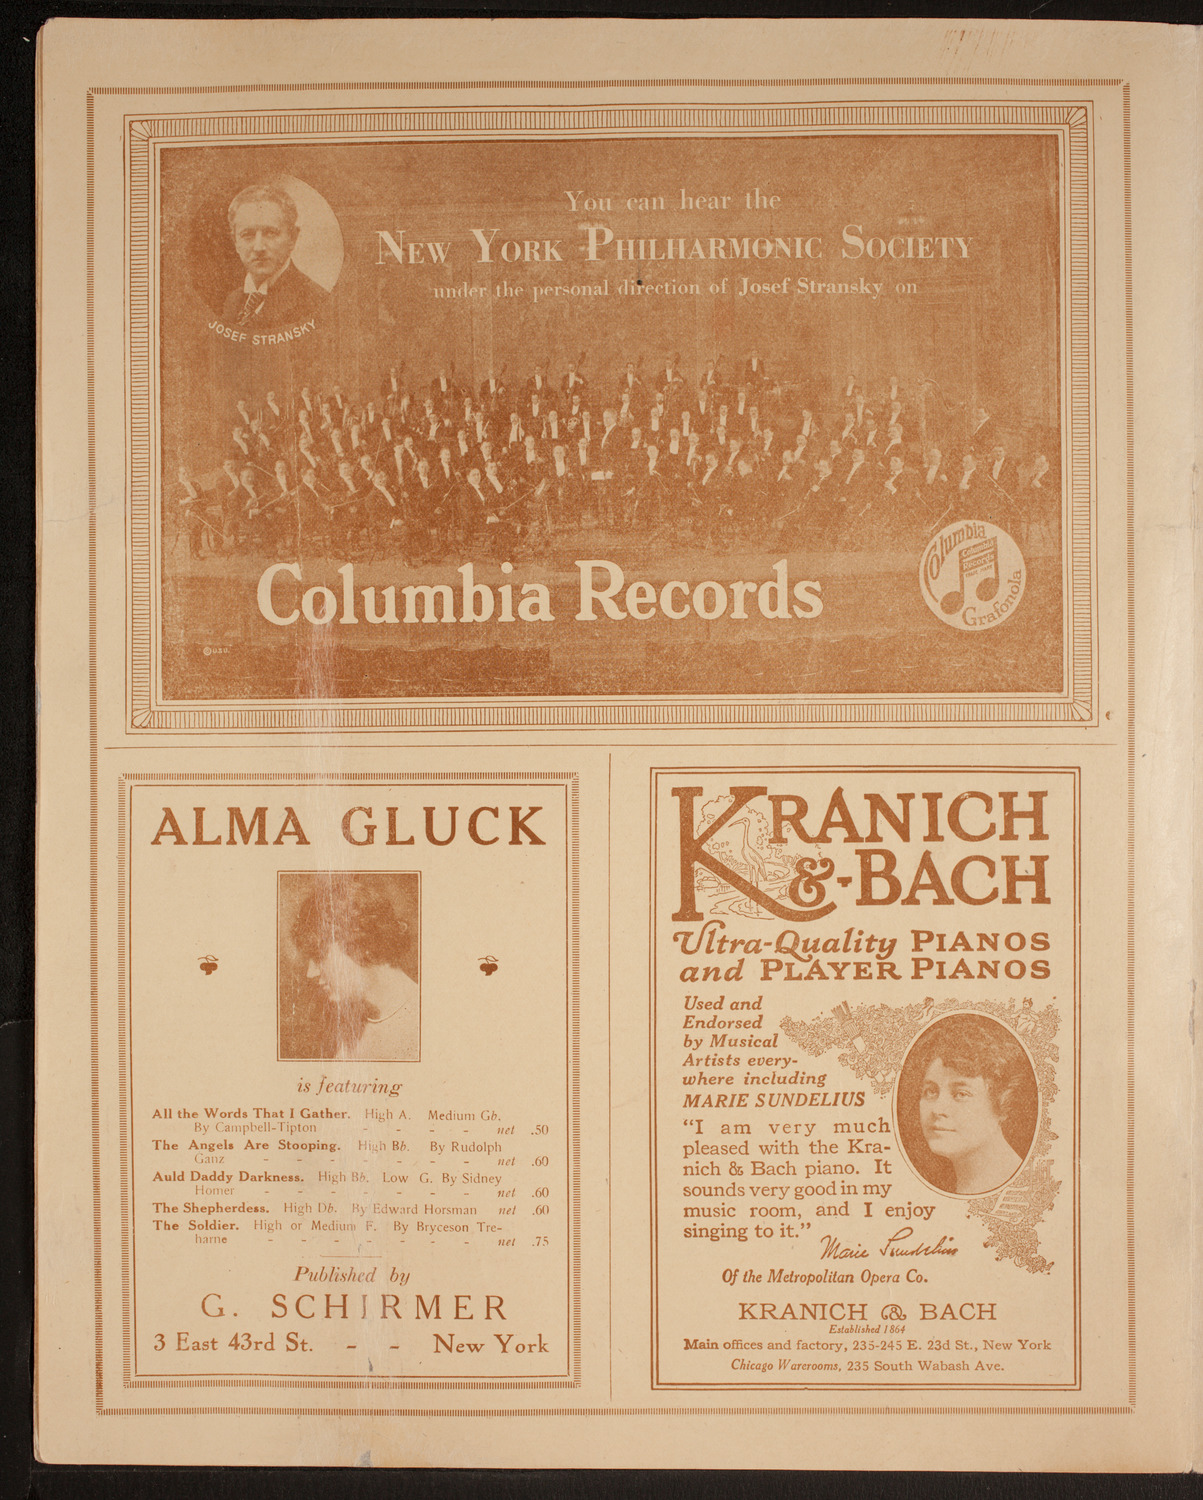 You can hear the
NEW YORK PHILHARMONIC SOCIETY
under the personal direction of Josef Stransky on
JOSEF STRANSKY
Columbia Records
Columbia
Columbia
Records
Grafonola
ALMA GLUCK
is featuring
All the Words That I Gather. High A. Medium Gb.
By Campbell-Tipton - - - - net .50
The Angels Are Stooping. High Bb. By Rudolph
Ganz - - - - - - - net .60
Auld Daddy Darkness. High Bb. Low G. By Sidney
Homer - - - - - - - net .60
The Shepherdess. High Db. By Edward Horsman net .60
The Soldier. High or Medium F. By Bryceson Tre-
harne - - - - - - - net .75
Published by
G. SCHIRMER
3 East 43rd St. - - New York
KRANICH
&-BACH
Ultra-Quality PIANOS
and PLAYER PIANOS
Used and
Endorsed
by Musical
Artists every-
where including
MARIE SUNDELIUS
"I am very much
pleased with the Kra-
nich & Bach piano. It
sounds very good in my
music room, and I enjoy
singing to it."
Marie Sundelius
Of the Metropolitan Opera Co.
KRANICH & BACH
Established 1864
Main offices and factory, 235-245 E. 23d St., New York
Chicago Warerooms, 235 South Wabash Ave.